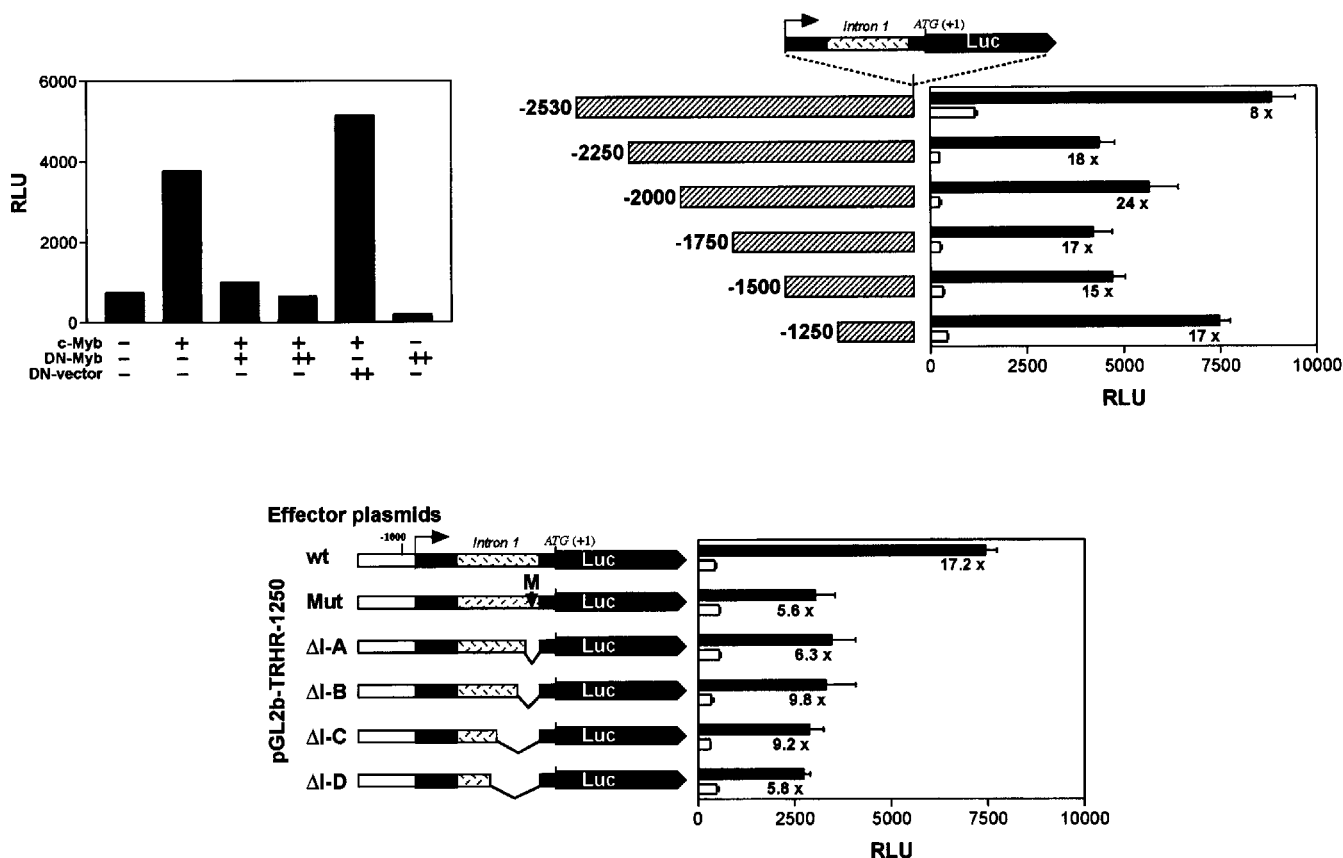 6000
4000
2000
0
RLU
c-Myb – + + + + –
DN-Myb – – + ++ – ++
DN-vector – – – – ++ –
Intron 1
ATG (+1)
Luc
-2530
8 x
-2250
18 x
-2000
24 x
-1750
17 x
-1500
15 x
-1250
17 x
0 2500 5000 7500 10000
RLU
Effector plasmids
-1000
Intron 1
ATG (+1)
pGL2b-TRHR-1250
wt
Luc
17.2 x
M
Mut
Luc
5.6 x
ΔI-A
Luc
6.3 x
ΔI-B
Luc
9.8 x
ΔI-C
Luc
9.2 x
ΔI-D
Luc
5.8 x
0 2500 5000 7500 10000
RLU